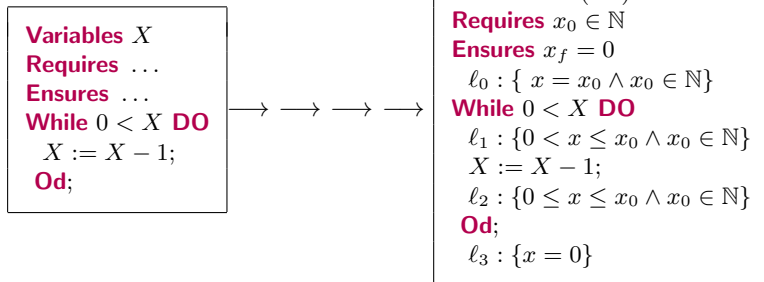 Variables X
Requires …
Ensures …
While 0 < X DO
X := X − 1;
Od;
⟶ ⟶ ⟶ ⟶
Requires x₀ ∈ ℕ
Ensures x_f = 0
ℓ₀ : { x = x₀ ∧ x₀ ∈ ℕ}
While 0 < X DO
ℓ₁ : {0 < x ≤ x₀ ∧ x₀ ∈ ℕ}
X := X − 1;
ℓ₂ : {0 ≤ x ≤ x₀ ∧ x₀ ∈ ℕ}
Od;
ℓ₃ : {x = 0}